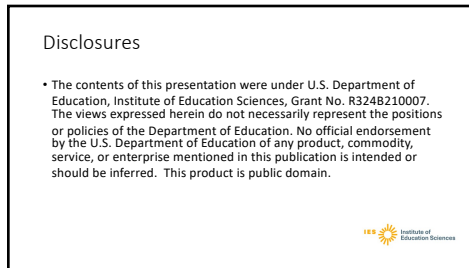 Disclosures
• The contents of this presentation were under U.S. Department of
Education, Institute of Education Sciences, Grant No. R324B210007.
The views expressed herein do not necessarily represent the positions
or policies of the Department of Education. No official endorsement
by the U.S. Department of Education of any product, commodity,
service, or enterprise mentioned in this publication is intended or
should be inferred.  This product is public domain.
IES Institute of
Education Sciences